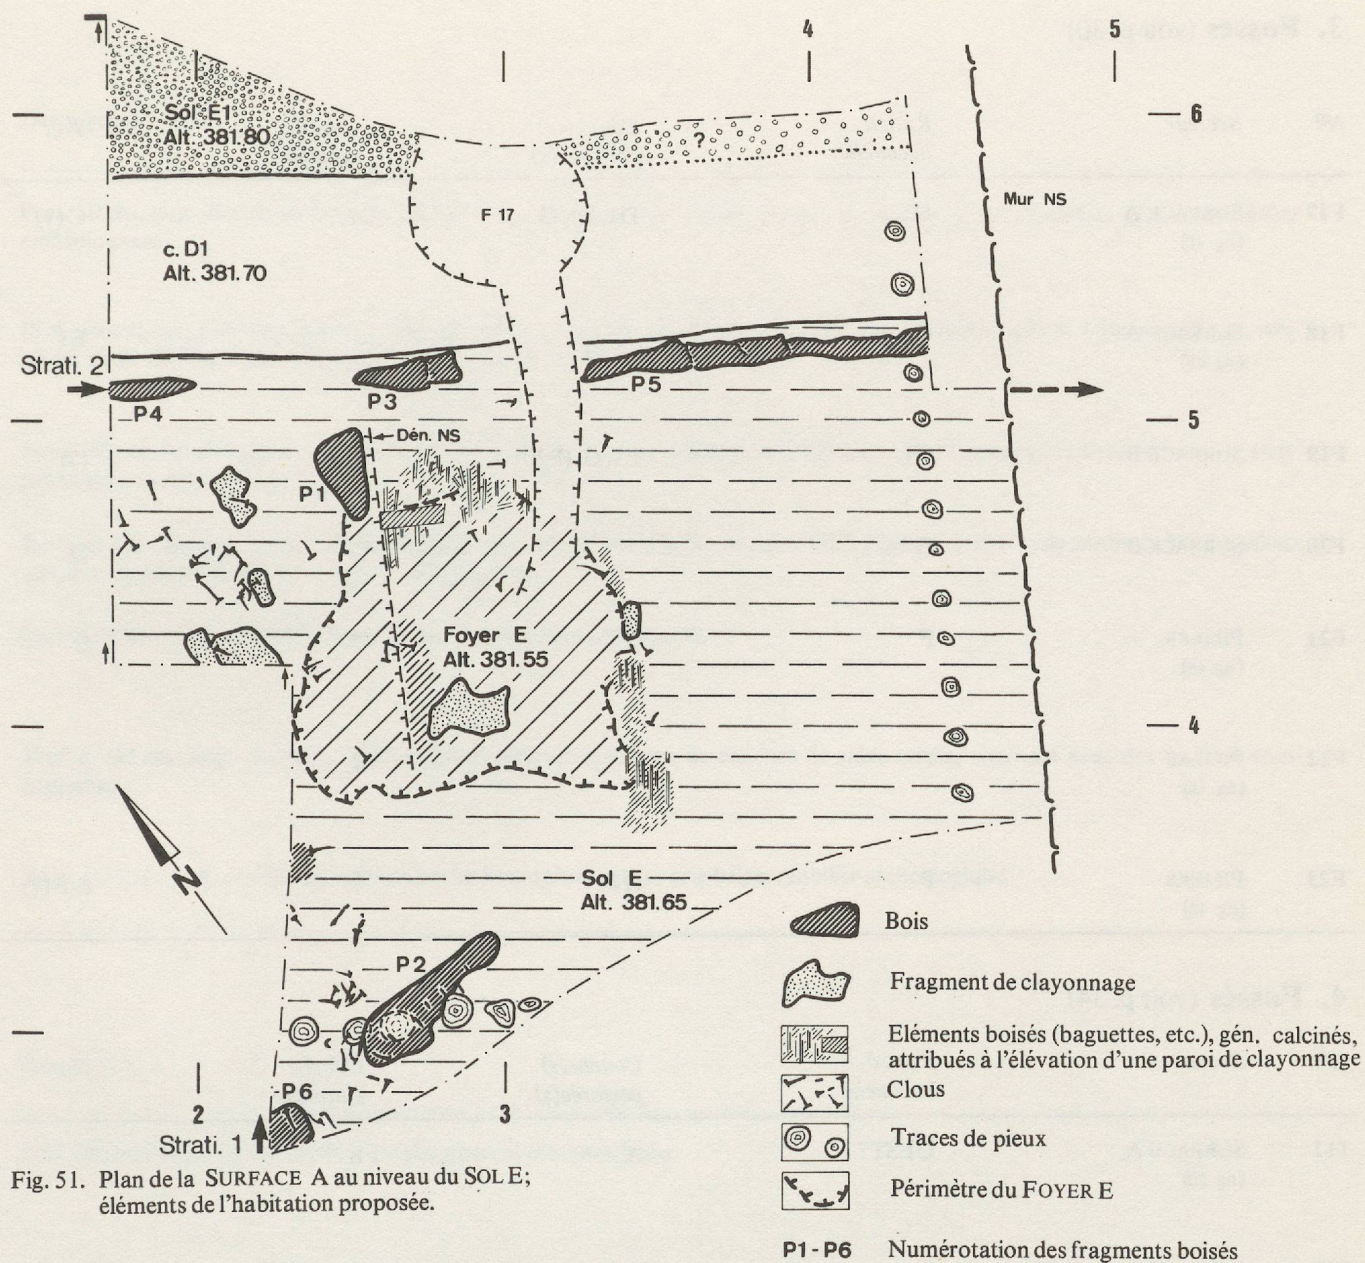 4
5
Sol E1
Alt. 381.80
6
?
F 17
Mur NS
c. D1
Alt. 381.70
Strati. 2
P4
P3
P5
5
Dén. NS
P1
Foyer E
Alt. 381.55
4
N
Sol E
Alt. 381.65
P2
P6
2
3
Strati. 1
Bois
Fragment de clayonnage
Eléments boisés (baguettes, etc.), gén. calcinés,
attribués à l'élévation d'une paroi de clayonnage
Clous
Traces de pieux
Périmètre du FOYER E
P1 - P6 Numérotation des fragments boisés
Fig. 51. Plan de la SURFACE A au niveau du SOL E;
éléments de l'habitation proposée.